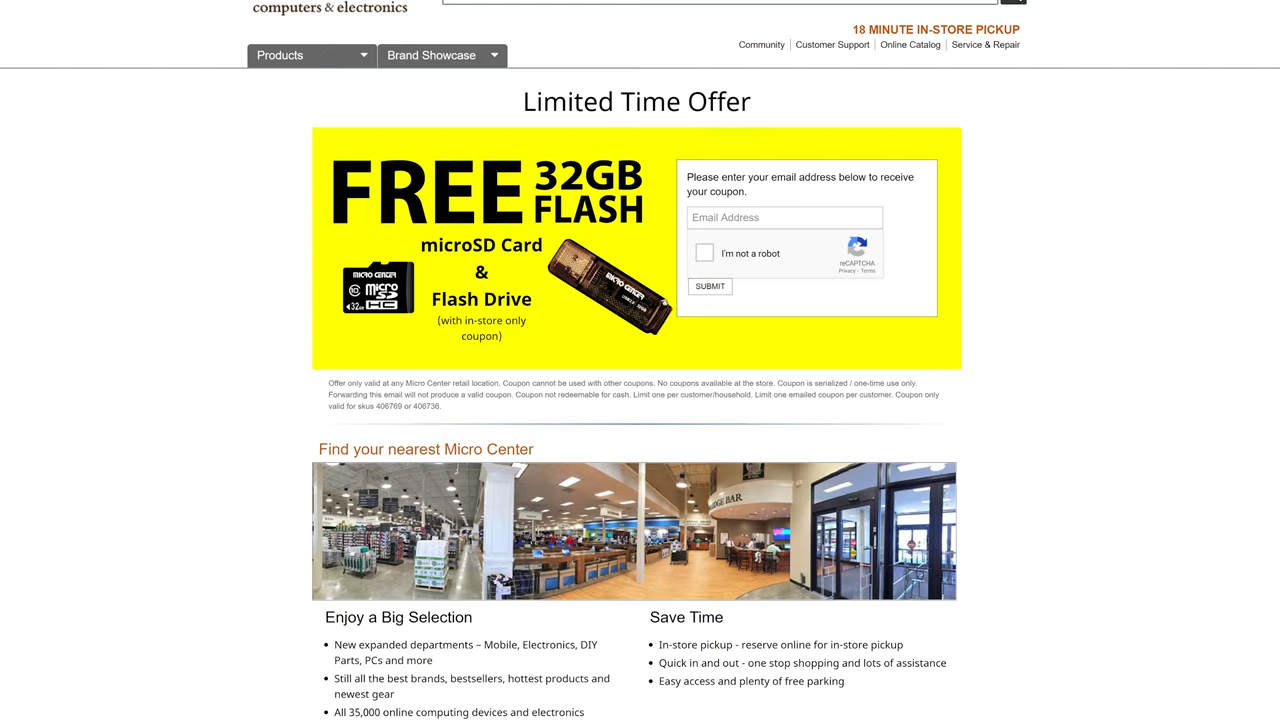 computers & electronics
18 MINUTE IN-STORE PICKUP
Community Customer Support Online Catalog Service & Repair
Products Brand Showcase
Limited Time Offer
FREE 32GB
FLASH
microSD Card
&
Flash Drive
(with in-store only
coupon)
MICRO CENTER
micro
SD
HC
32GB
MICRO CENTER
Please enter your email address below to receive
your coupon.
Email Address
I'm not a robot
reCAPTCHA
Privacy - Terms
SUBMIT
Offer only valid at any Micro Center retail location. Coupon cannot be used with other coupons. No coupons available at the store. Coupon is serialized / one-time use only.
Forwarding this email will not produce a valid coupon. Coupon not redeemable for cash. Limit one per customer/household. Limit one emailed coupon per customer. Coupon only
valid for skus 406769 or 406736.
Find your nearest Micro Center
BAR
Enjoy a Big Selection
• New expanded departments – Mobile, Electronics, DIY
Parts, PCs and more
• Still all the best brands, bestsellers, hottest products and
newest gear
• All 35,000 online computing devices and electronics
Save Time
• In-store pickup - reserve online for in-store pickup
• Quick in and out - one stop shopping and lots of assistance
• Easy access and plenty of free parking